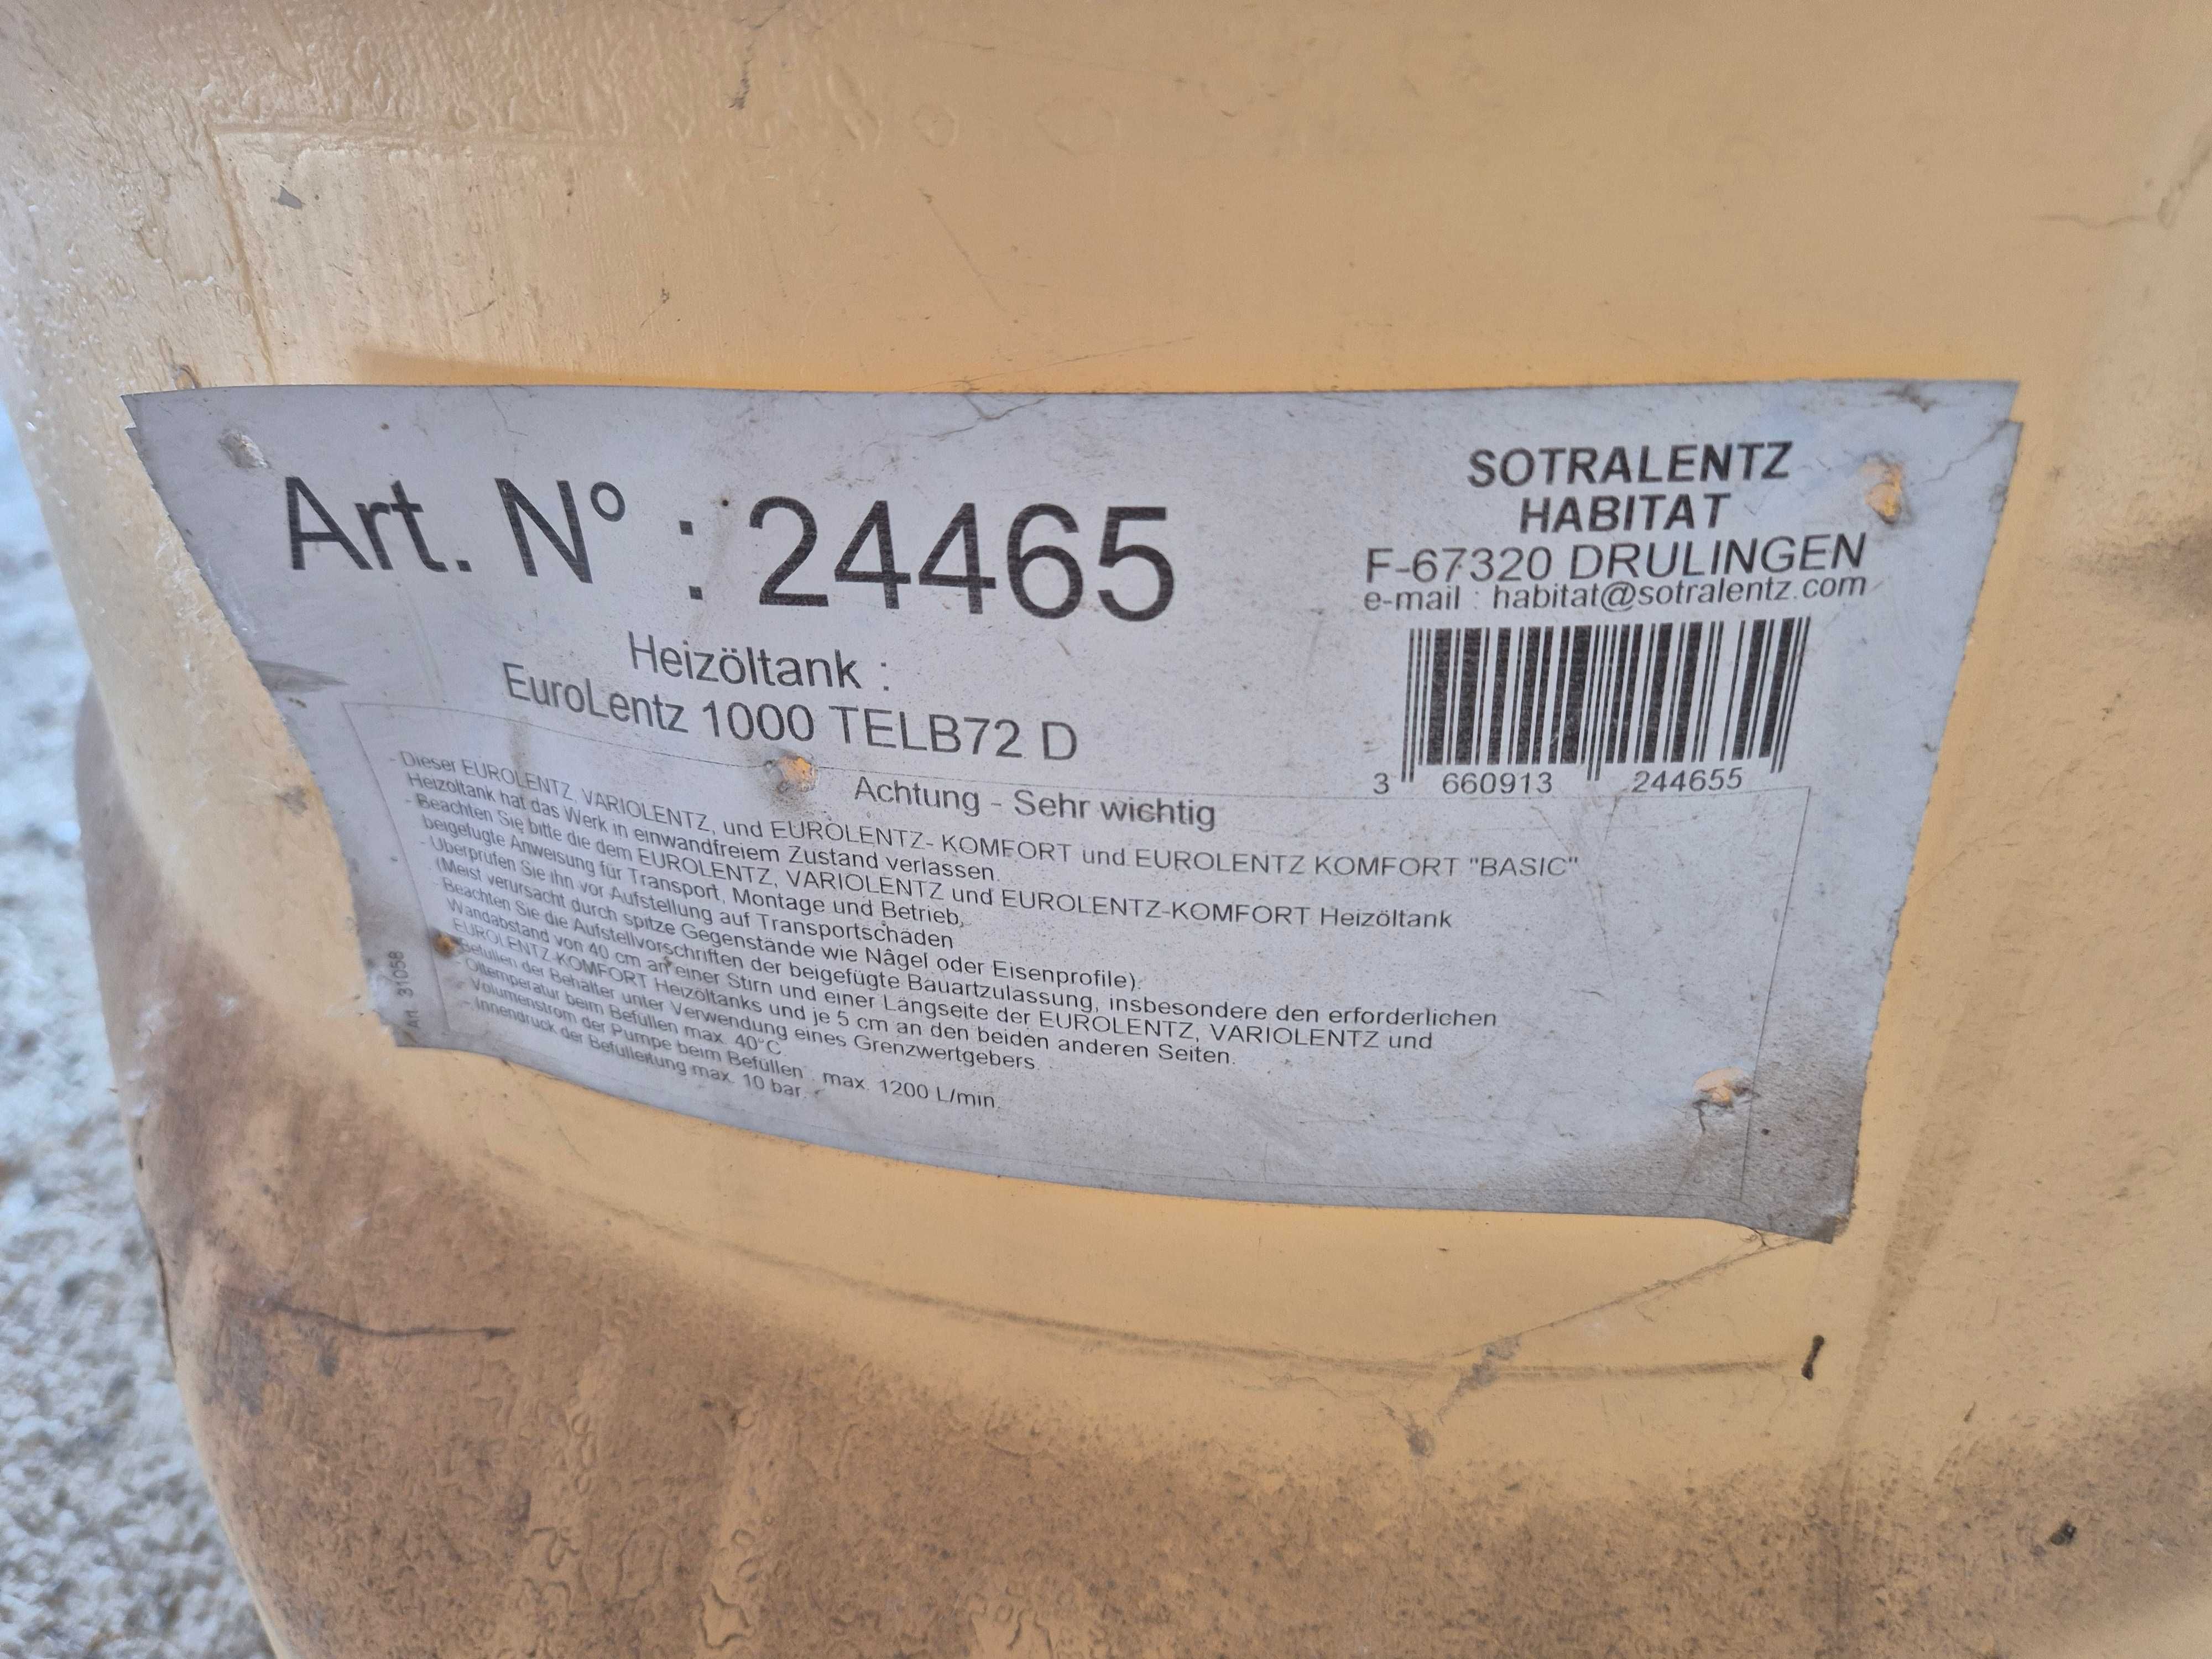 Art. N° : 24465
Heizöltank :
EuroLentz 1000 TELB72 D
SOTRALENTZ
HABITAT
F-67320 DRULINGEN
e-mail : habitat@sotralentz.com
3 660913 244655
Achtung - Sehr wichtig
- Dieser EUROLENTZ, VARIOLENTZ, und EUROLENTZ- KOMFORT und EUROLENTZ KOMFORT "BASIC"
Heizöltank hat das Werk in einwandfreiem Zustand verlassen.
- Beachten Sie bitte die dem EUROLENTZ, VARIOLENTZ und EUROLENTZ-KOMFORT Heizöltank
beigefugte Anweisung für Transport, Montage und Betrieb,
- Uberprufen Sie ihn vor Aufstellung auf Transportschäden
(Meist verursacht durch spitze Gegenstände wie Nâgel oder Eisenprofile).
- Beachten Sie die Aufstellvorschriften der beigefügte Bauartzulassung, insbesondere den erforderlichen
Wandabstand von 40 cm an einer Stirn und einer Längseite der EUROLENTZ, VARIOLENTZ und
EUROLENTZ-KOMFORT Heizöltanks und je 5 cm an den beiden anderen Seiten.
- Befüllen der Behälter unter Verwendung eines Grenzwertgebers.
- Öltemperatur beim Befüllen max. 40°C.
- Volumenstrom der Pumpe beim Befüllen : max. 1200 L/min.
- Innendruck der Befülleitung max. 10 bar.
Art. 31058